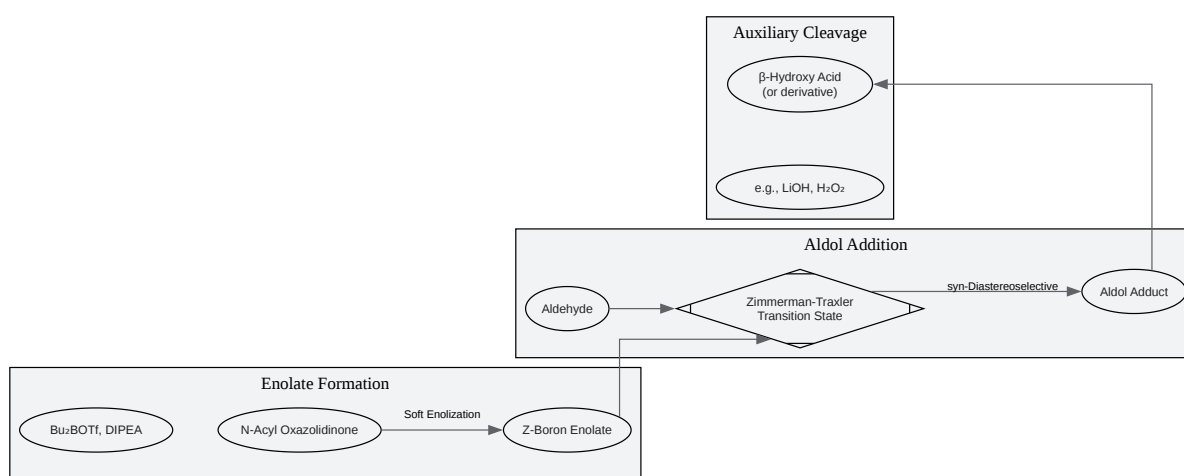 Auxiliary Cleavage
β-Hydroxy Acid
(or derivative)
e.g., LiOH, H₂O₂
Aldol Addition
Aldehyde
Zimmerman-Traxler
Transition State
syn-Diastereoselective
Aldol Adduct
Enolate Formation
Bu₂BOTf, DIPEA
N-Acyl Oxazolidinone
Soft Enolization
Z-Boron Enolate